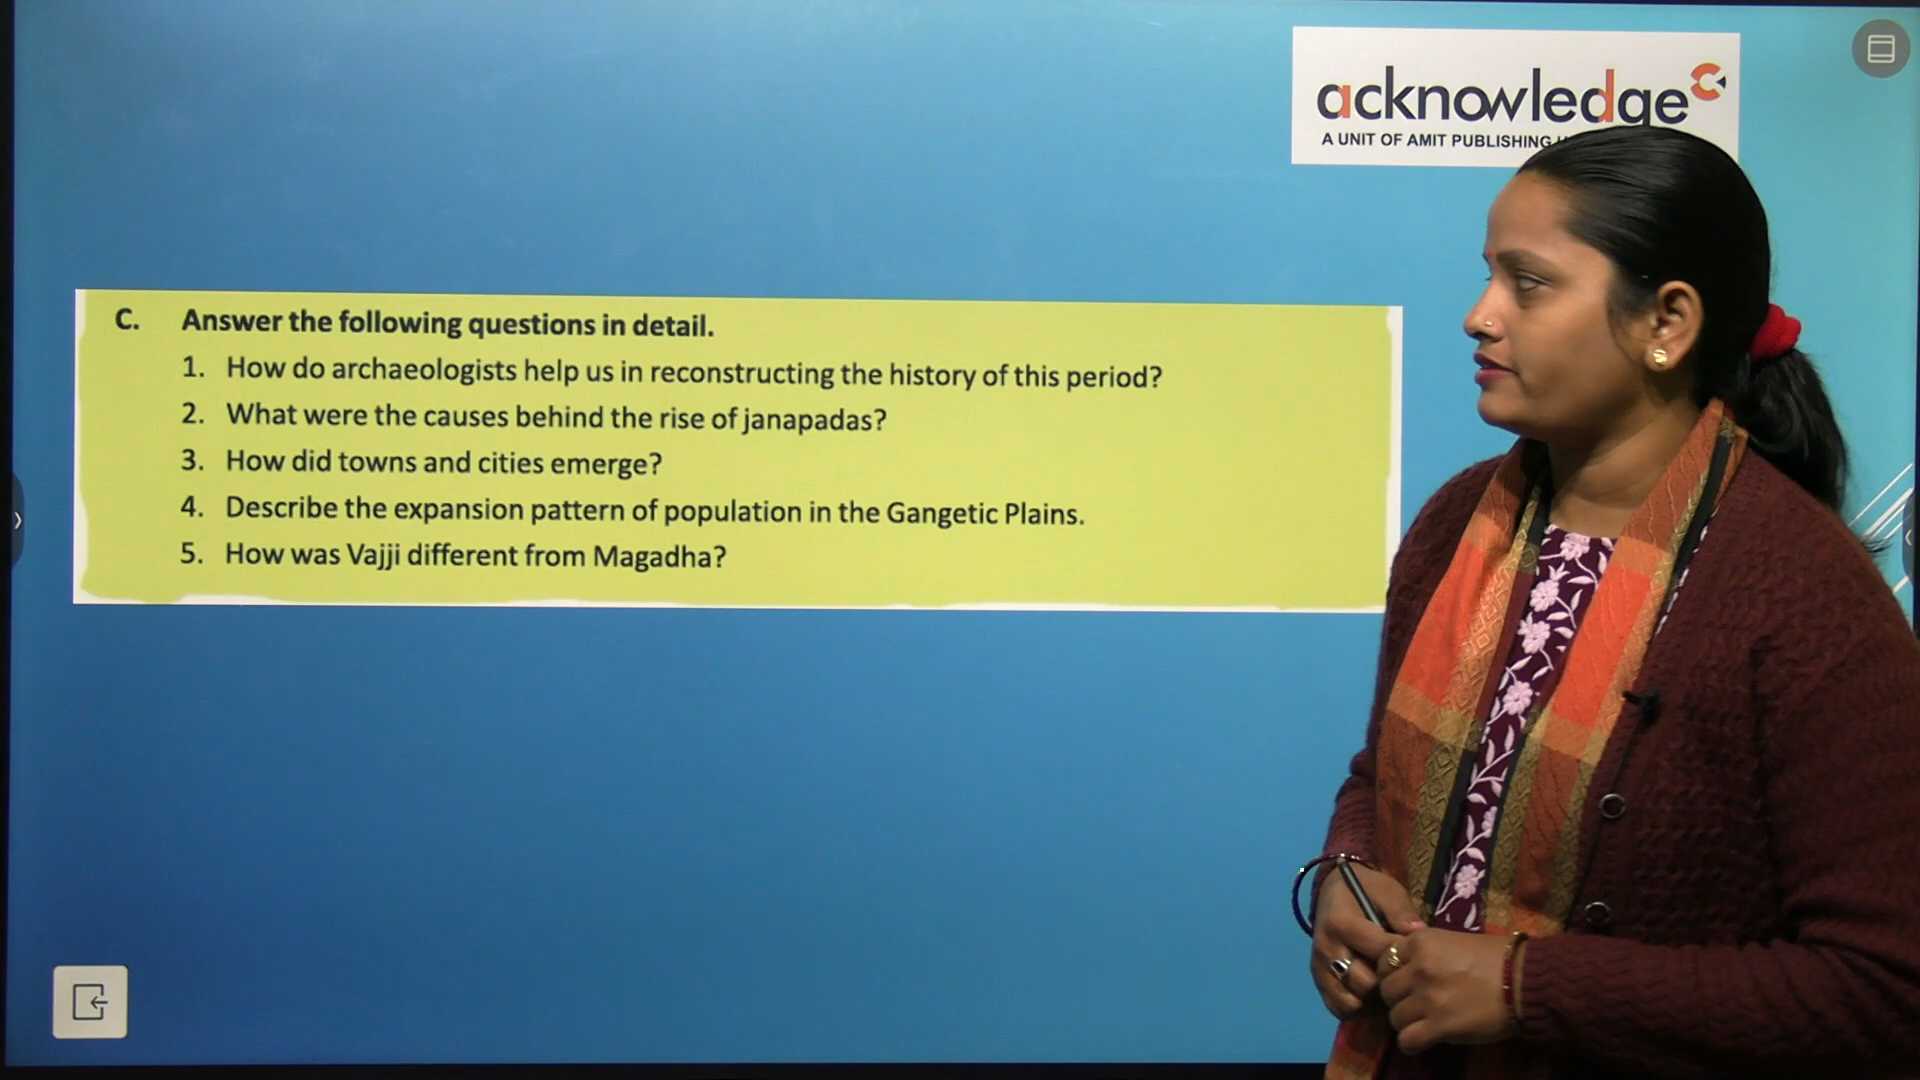 acknowledge
A UNIT OF AMIT PUBLISHING
C. Answer the following questions in detail.
1. How do archaeologists help us in reconstructing the history of this period?
2. What were the causes behind the rise of janapadas?
3. How did towns and cities emerge?
4. Describe the expansion pattern of population in the Gangetic Plains.
5. How was Vajji different from Magadha?